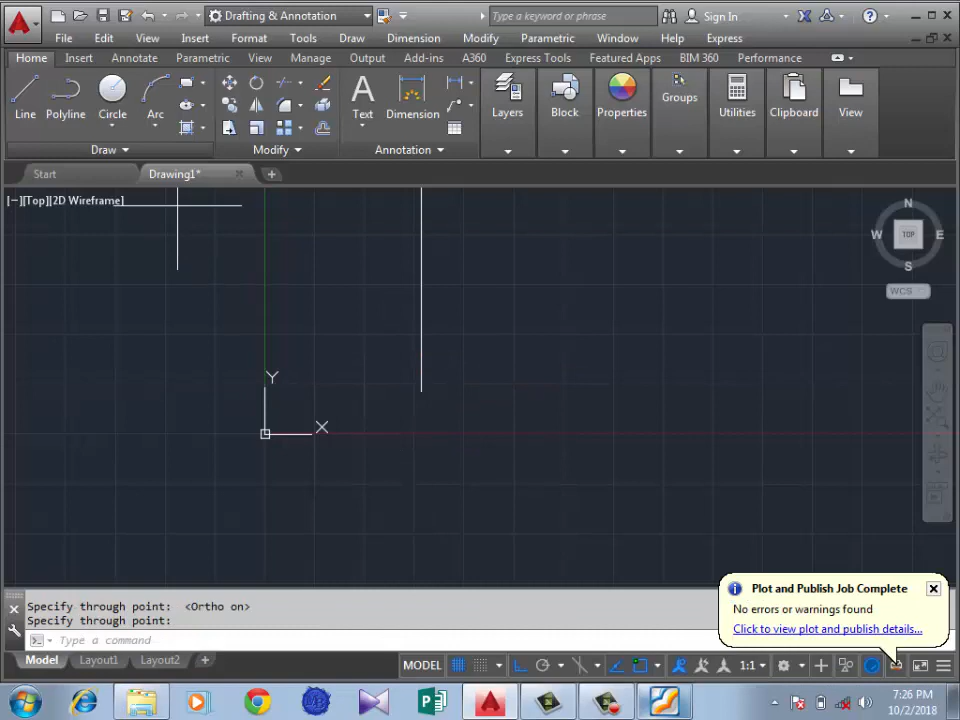 Drafting & Annotation
Type a keyword or phrase
Sign In
File Edit View Insert Format Tools Draw Dimension Modify Parametric Window Help Express
Home Insert Annotate Parametric View Manage Output Add-ins A360 Express Tools Featured Apps BIM 360 Performance
Line Polyline Circle Arc Text Dimension Layers Block Properties Groups Utilities Clipboard View
Draw Modify Annotation
Start Drawing1*
[−][Top][2D Wireframe]
N
W TOP E
S
WCS
Y
X
Plot and Publish Job Complete
No errors or warnings found
Click to view plot and publish details...
Specify through point: <Ortho on>
Specify through point:
Type a command
Model Layout1 Layout2 +
MODEL 1:1
7:26 PM
10/2/2018